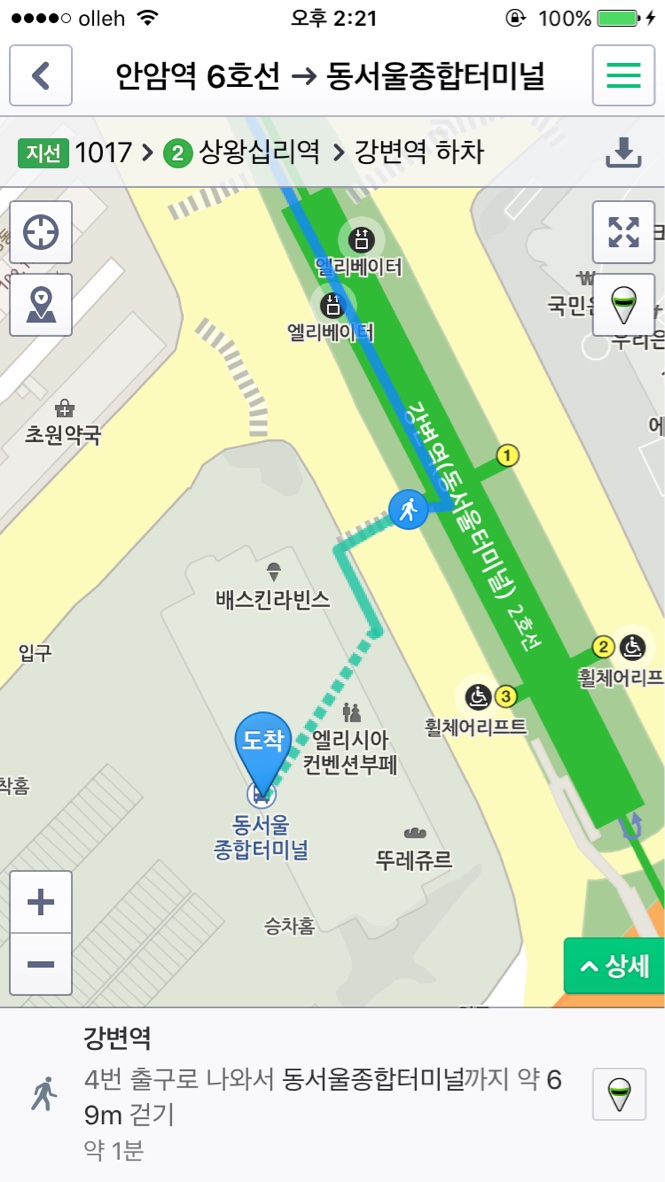 olleh 오후 2:21 100%
안암역 6호선 → 동서울종합터미널
지선 1017 > 2 상왕십리역 > 강변역 하차
엘리베이터
엘리베이터
국민은
우리은
초원약국
에
1
강변역(동서울터미널) 2호선
배스킨라빈스
입구
2
휠체어리프
3
휠체어리프트
도착
엘리시아
컨벤션부페
착홈
동서울
종합터미널
뚜레쥬르
승차홈
+
−
상세
강변역
4번 출구로 나와서 동서울종합터미널까지 약 6
9m 걷기
약 1분